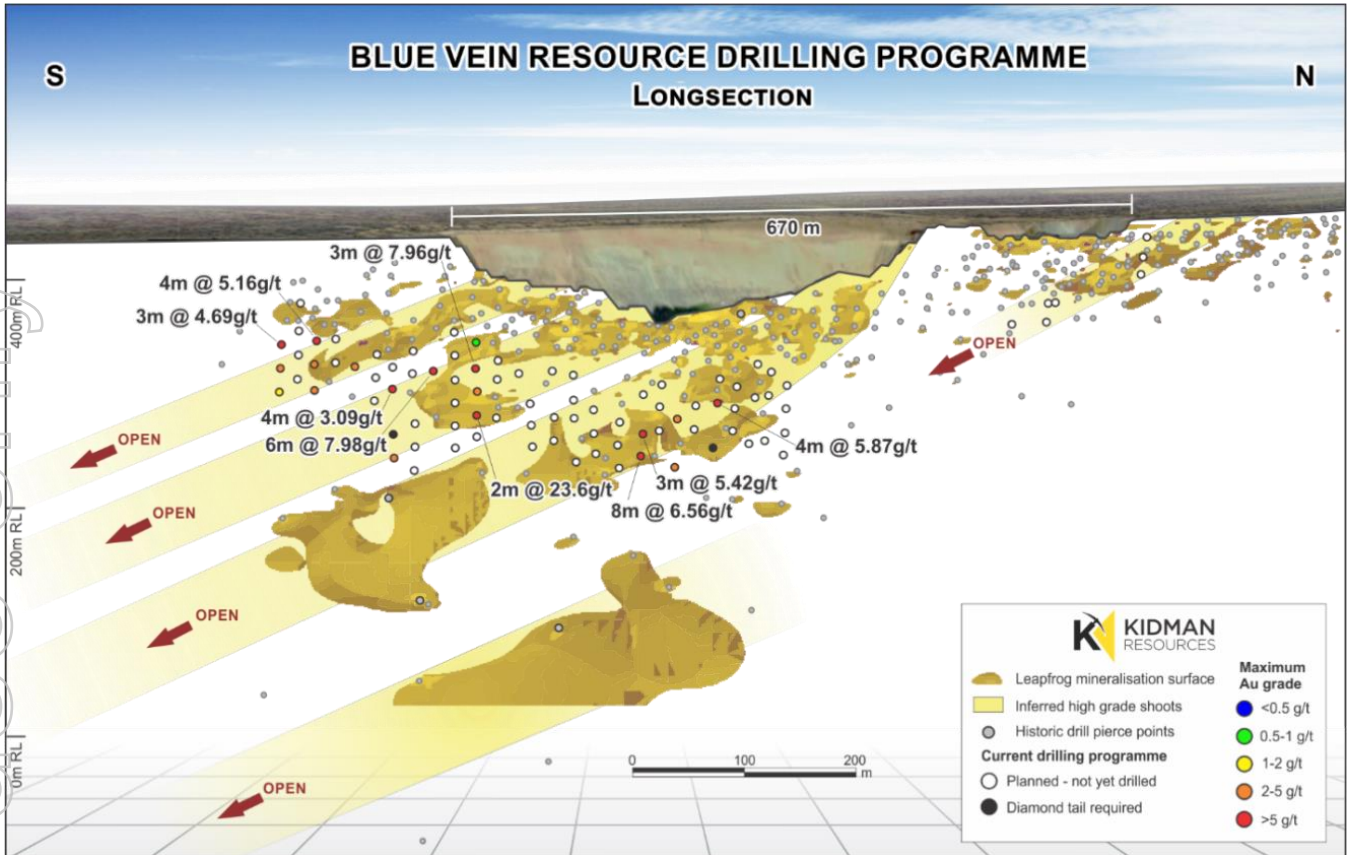 BLUE VEIN RESOURCE DRILLING PROGRAMME
LONGSECTION
S
N
670 m
3m @ 7.96g/t
4m @ 5.16g/t
3m @ 4.69g/t
400m RL
OPEN
4m @ 3.09g/t
6m @ 7.98g/t
OPEN
4m @ 5.87g/t
2m @ 23.6g/t
3m @ 5.42g/t
8m @ 6.56g/t
OPEN
200m RL
OPEN
0m RL
OPEN
0 100 200
m
KIDMAN
RESOURCES
Leapfrog mineralisation surface
Inferred high grade shoots
Historic drill pierce points
Current drilling programme
Planned - not yet drilled
Diamond tail required
Maximum
Au grade
<0.5 g/t
0.5-1 g/t
1-2 g/t
2-5 g/t
>5 g/t